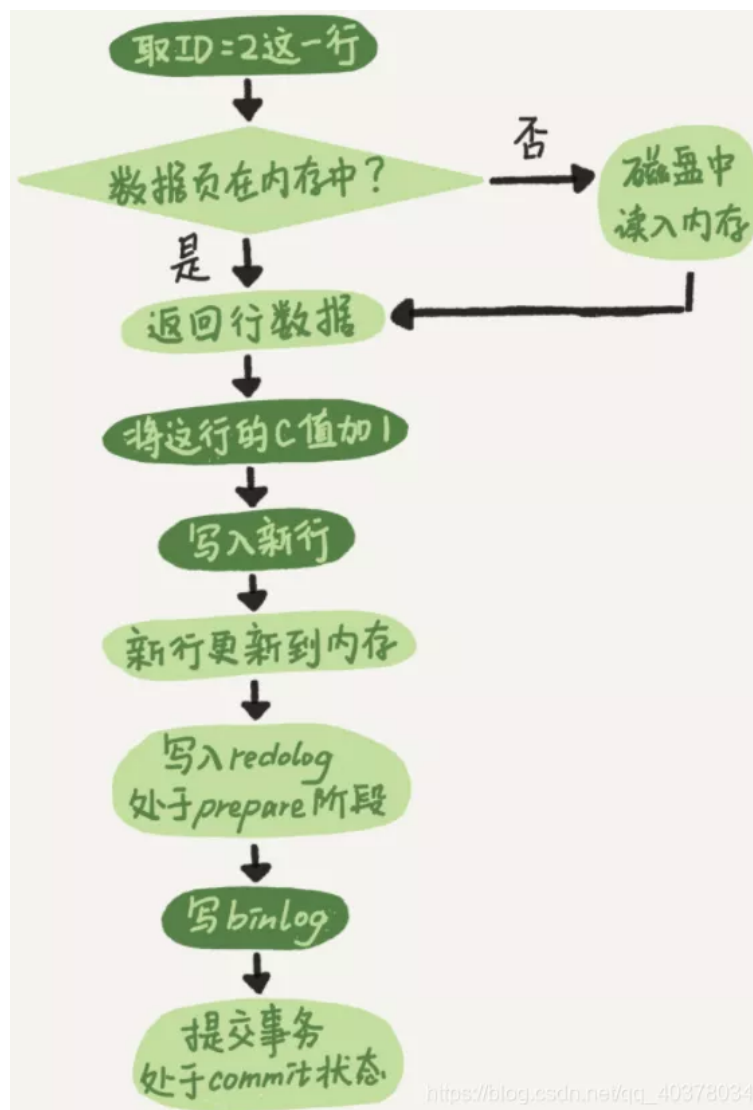 取ID=2这一行
数据页在内存中?
否
磁盘中
读入内存
是
返回行数据
将这行的C值加1
写入新行
新行更新到内存
写入redolog
处于prepare阶段
写binlog
提交事务
处于commit状态
https://blog.csdn.net/qq_40378034